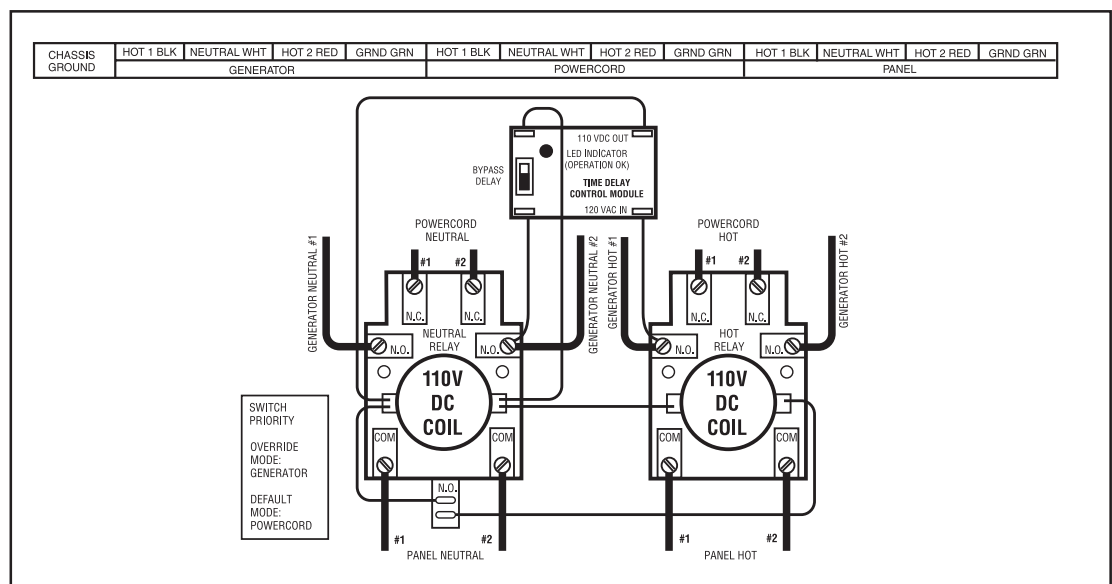 CHASSIS
GROUND
HOT 1 BLK NEUTRAL WHT HOT 2 RED GRND GRN HOT 1 BLK NEUTRAL WHT HOT 2 RED GRND GRN HOT 1 BLK NEUTRAL WHT HOT 2 RED GRND GRN
GENERATOR POWERCORD PANEL
110 VDC OUT
LED INDICATOR
(OPERATION OK)
TIME DELAY
CONTROL MODULE
120 VAC IN
BYPASS
DELAY
POWERCORD
NEUTRAL
#1 #2
GENERATOR NEUTRAL #1
N.C. N.C.
NEUTRAL
RELAY
N.O. N.O.
GENERATOR NEUTRAL #2
110V
DC
COIL
COM COM
N.O.
#1 #2
PANEL NEUTRAL
POWERCORD
HOT
#1 #2
GENERATOR HOT #1
N.C. N.C.
HOT
RELAY
N.O. N.O.
GENERATOR HOT #2
110V
DC
COIL
COM COM
#1 #2
PANEL HOT
SWITCH
PRIORITY
OVERRIDE
MODE:
GENERATOR
DEFAULT
MODE:
POWERCORD